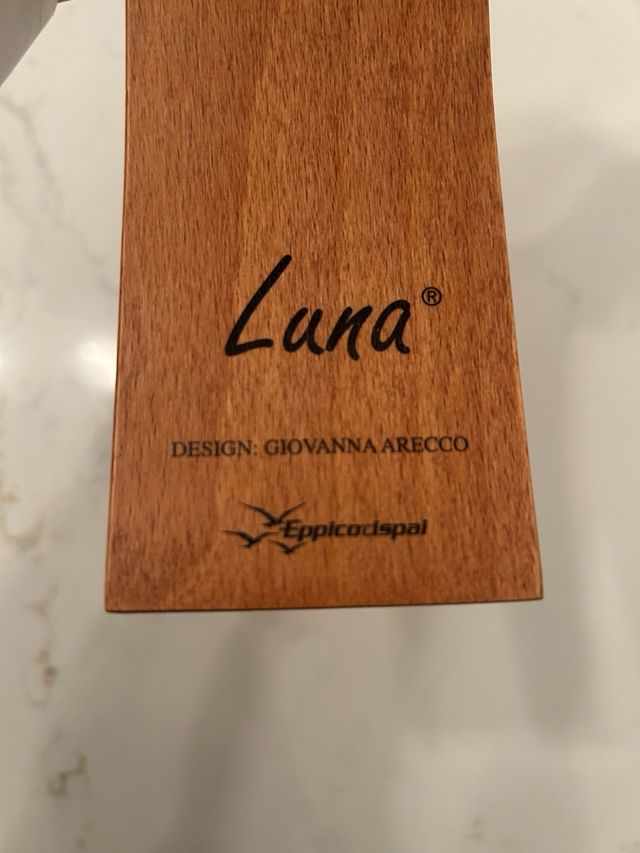 Luna®
DESIGN: GIOVANNA ARECCO
Eppicotispai